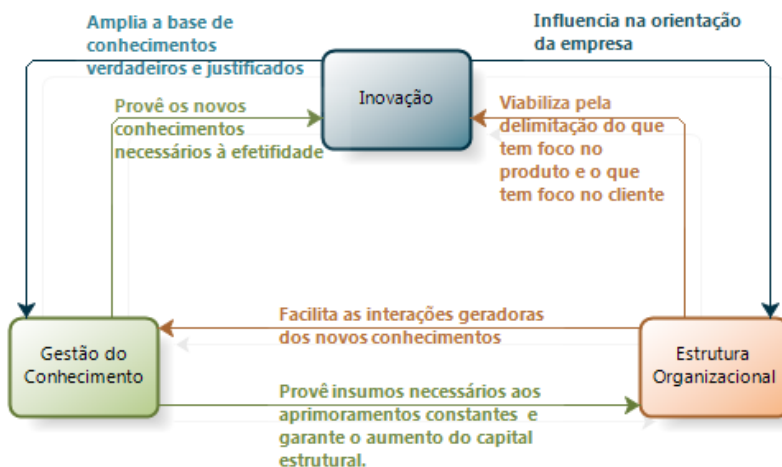 Amplia a base de
conhecimentos
verdadeiros e justificados
Influencia na orientação
da empresa
Inovação
Provê os novos
conhecimentos
necessários à efetifidade
Viabiliza pela
delimitação do que
tem foco no
produto e o que
tem foco no cliente
Facilita as interações geradoras
dos novos conhecimentos
Gestão do
Conhecimento
Estrutura
Organizacional
Provê insumos necessários aos
aprimoramentos constantes e
garante o aumento do capital
estrutural.